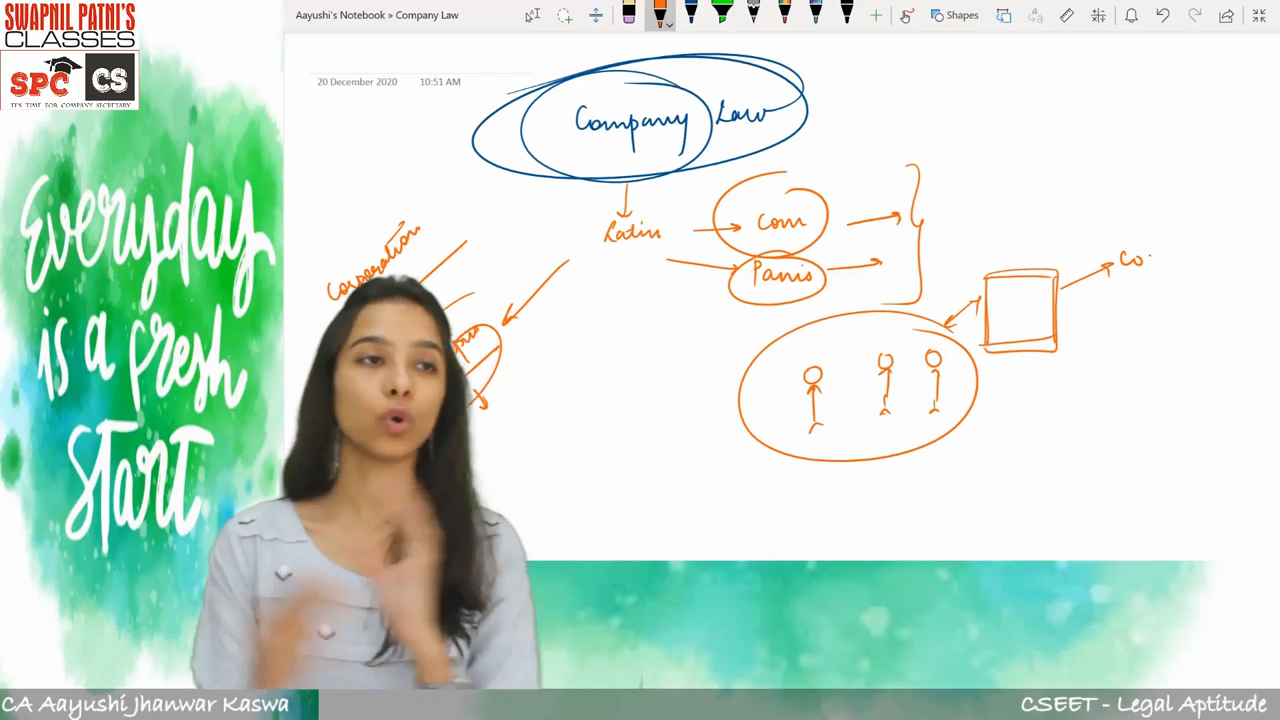 SWAPNIL PATNI'S
CLASSES
SPC CS
IT'S TIME FOR COMPANY SECRETARY
Aayushi's Notebook » Company Law
Shapes
20 December 2020 10:51 AM
Company Law
Latin
Com
Panis
Corporation
Co.
Everyday
is a fresh
start
CA Aayushi Jhanwar Kaswa
CSEET - Legal Aptitude